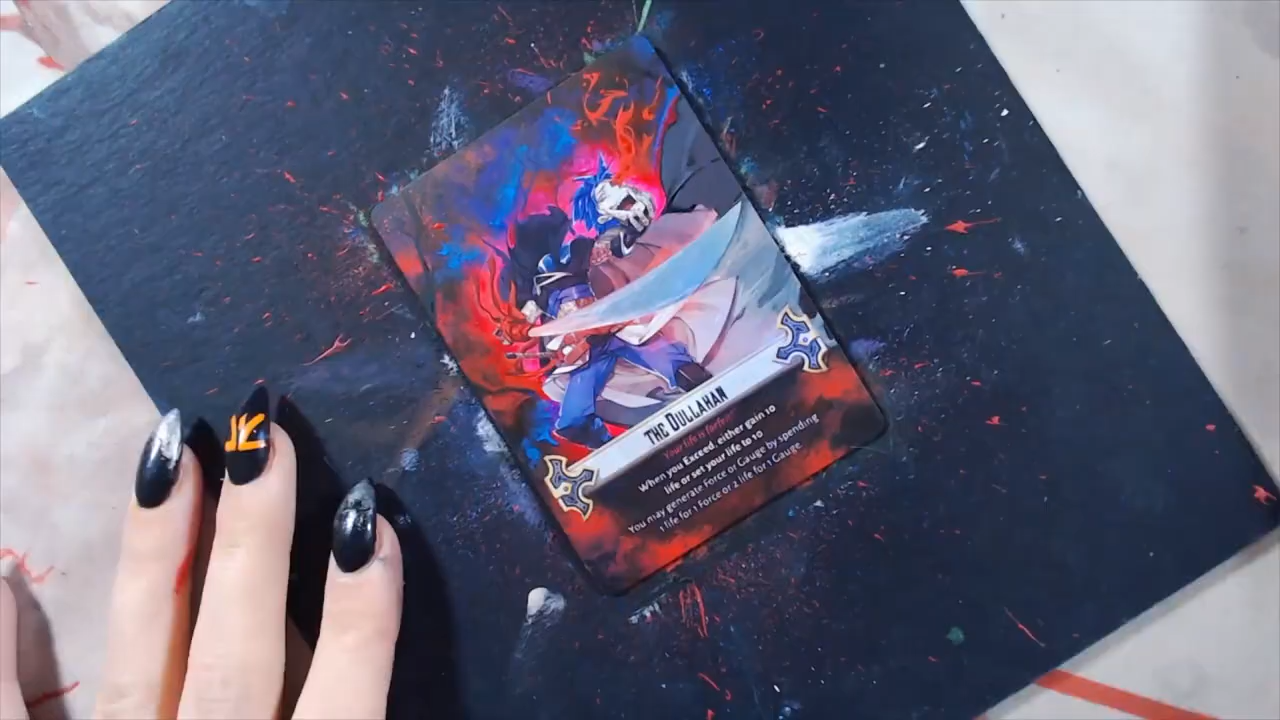 THE DULLAHAN
Your life is forfeit.
When you Exceed, either gain 10
life or set your life to 10
You may generate Force or Gauge by spending
1 life for 1 Force or 2 life for 1 Gauge.